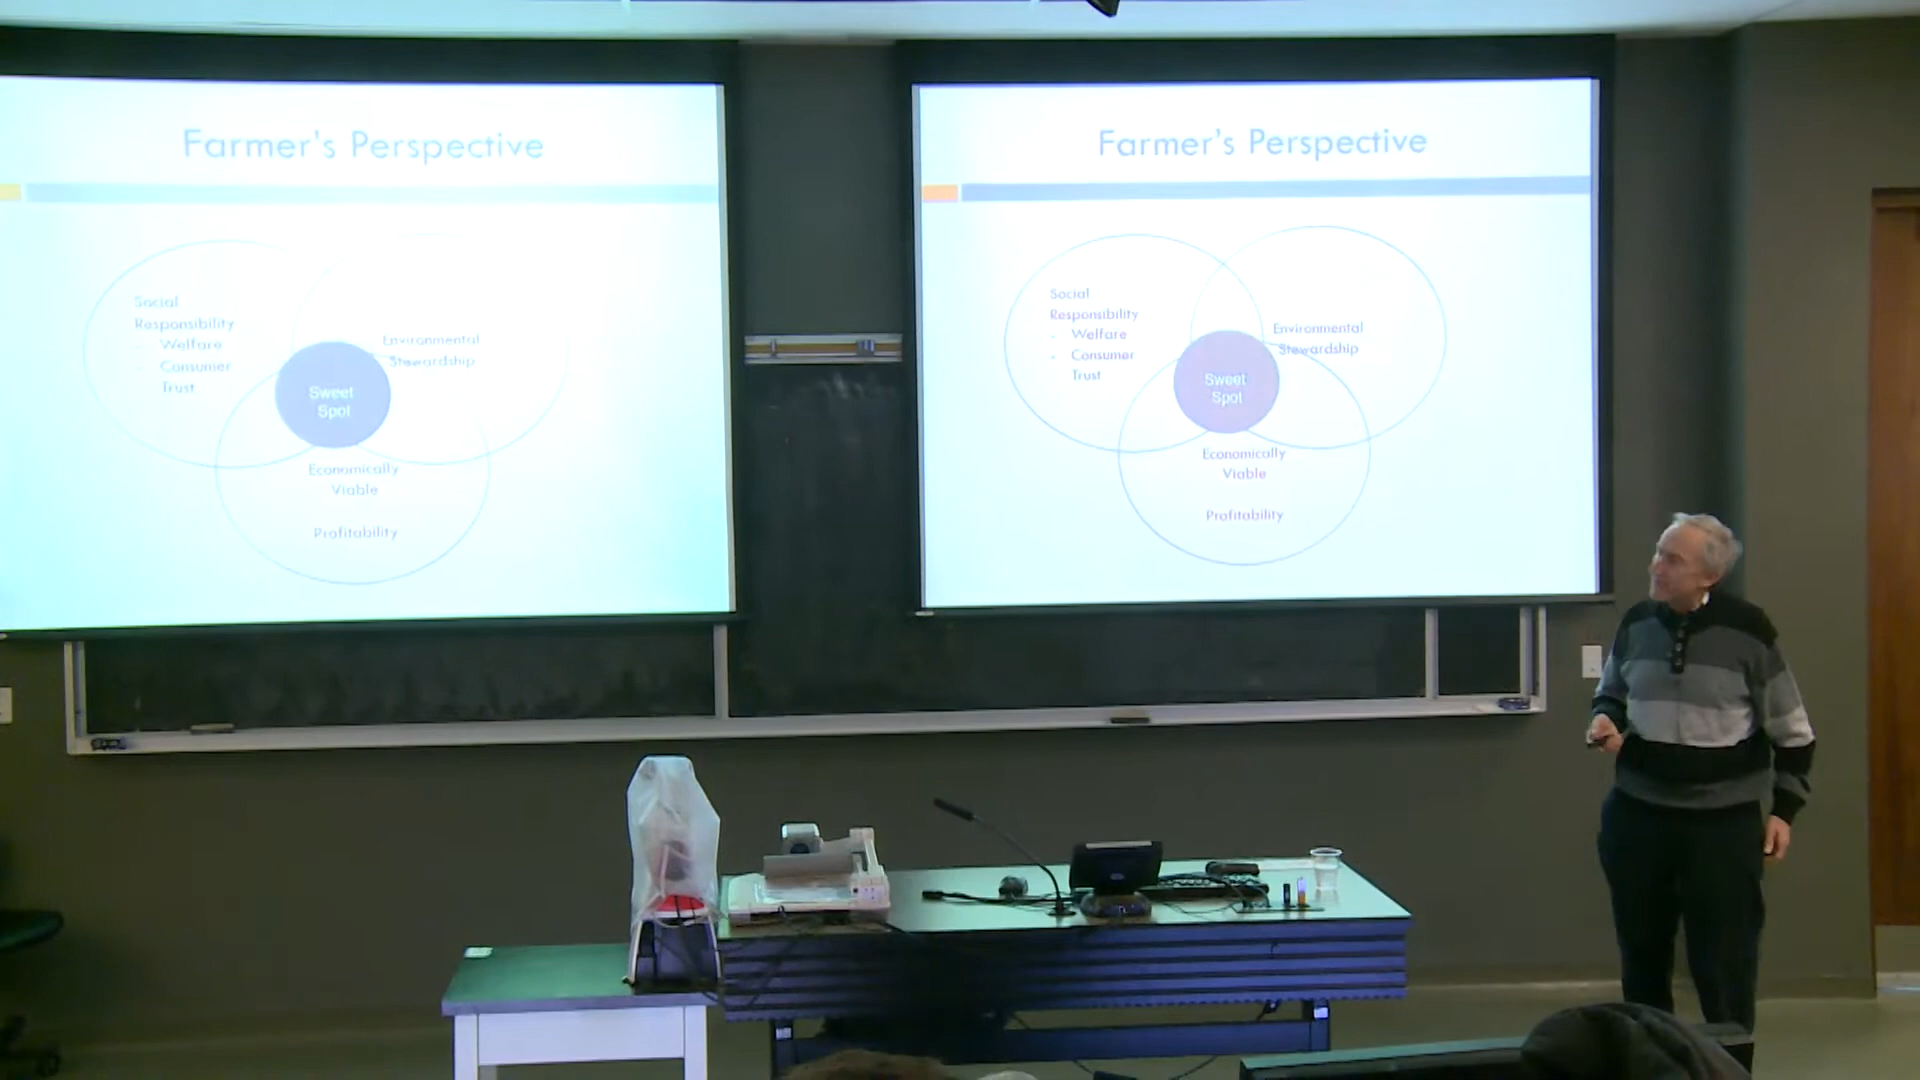 Farmer's Perspective
Social
Responsibility
- Welfare
- Consumer
Trust
Environmental
Stewardship
Sweet
Spot
Economically
Viable
Profitability
Farmer's Perspective
Social
Responsibility
- Welfare
- Consumer
Trust
Environmental
Stewardship
Sweet
Spot
Economically
Viable
Profitability